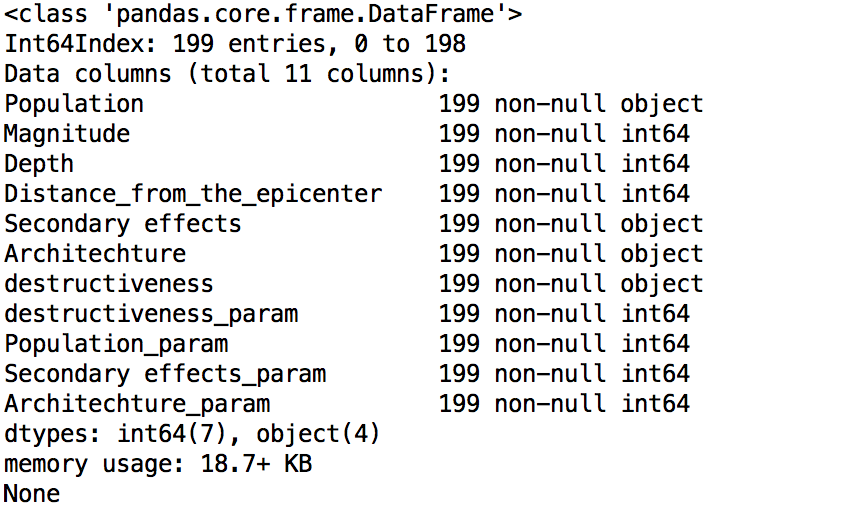 <class 'pandas.core.frame.DataFrame'>
Int64Index: 199 entries, 0 to 198
Data columns (total 11 columns):
Population                     199 non-null object
Magnitude                      199 non-null int64
Depth                          199 non-null int64
Distance_from_the_epicenter    199 non-null int64
Secondary effects              199 non-null object
Architechture                  199 non-null object
destructiveness                199 non-null object
destructiveness_param          199 non-null int64
Population_param               199 non-null int64
Secondary effects_param        199 non-null int64
Architechture_param            199 non-null int64
dtypes: int64(7), object(4)
memory usage: 18.7+ KB
None